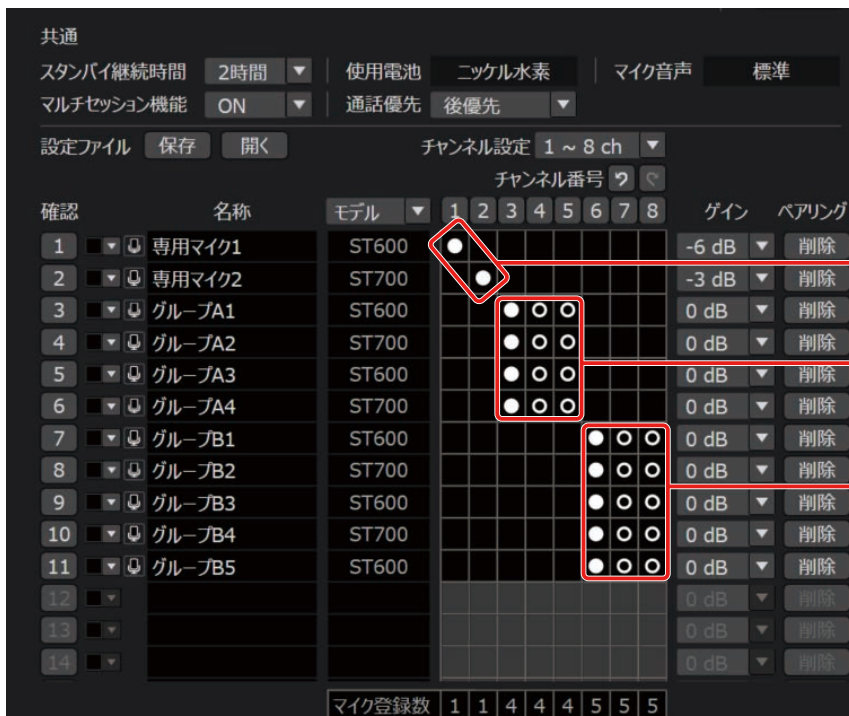 共通
スタンバイ継続時間 2時間 使用電池 ニッケル水素 マイク音声 標準
マルチセッション機能 ON 通話優先 後優先
設定ファイル 保存 開く チャンネル設定 1 ~ 8 ch
チャンネル番号
確認 名称 モデル 1 2 3 4 5 6 7 8 ゲイン ペアリング
1 専用マイク1 ST600 -6 dB 削除
2 専用マイク2 ST700 -3 dB 削除
3 グループA1 ST600 0 dB 削除
4 グループA2 ST700 0 dB 削除
5 グループA3 ST600 0 dB 削除
6 グループA4 ST700 0 dB 削除
7 グループB1 ST600 0 dB 削除
8 グループB2 ST700 0 dB 削除
9 グループB3 ST600 0 dB 削除
10 グループB4 ST700 0 dB 削除
11 グループB5 ST600 0 dB 削除
12 0 dB 削除
13 0 dB 削除
14 0 dB 削除
マイク登録数 1 1 4 4 4 5 5 5